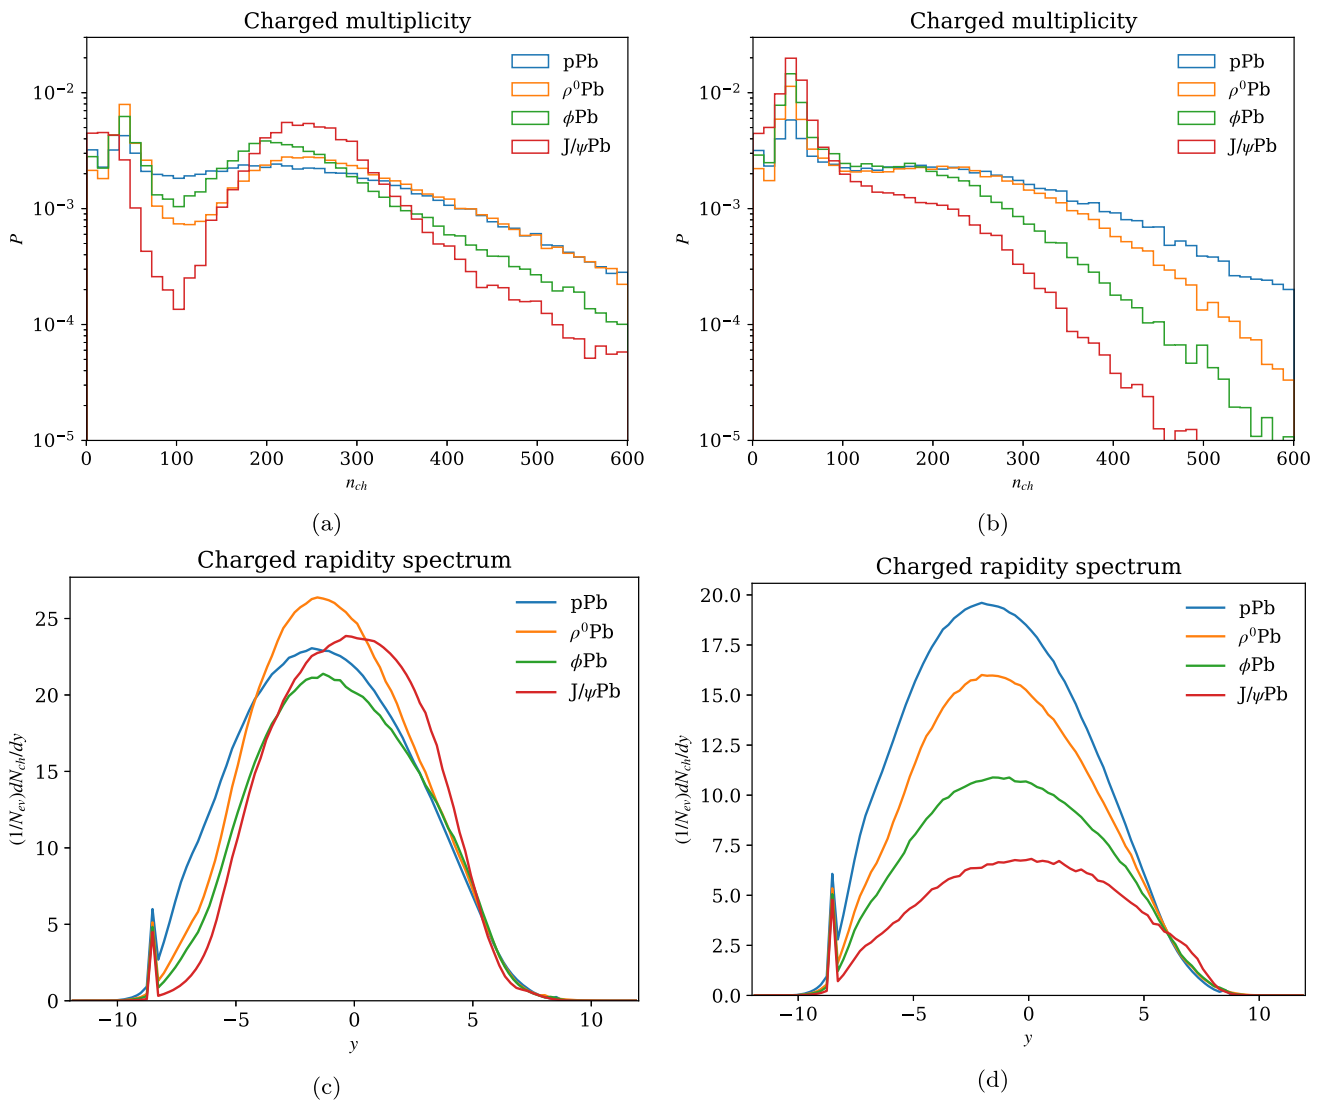 Charged multiplicity
pPb
ρ⁰Pb
ϕPb
J/ψPb
10⁻²
10⁻³
10⁻⁴
10⁻⁵
P
0 100 200 300 400 500 600
n_ch
(a)
Charged multiplicity
pPb
ρ⁰Pb
ϕPb
J/ψPb
10⁻²
10⁻³
10⁻⁴
10⁻⁵
P
0 100 200 300 400 500 600
n_ch
(b)
Charged rapidity spectrum
pPb
ρ⁰Pb
ϕPb
J/ψPb
25
20
15
10
5
0
(1/N_ev)dN_ch/dy
−10 −5 0 5 10
y
(c)
Charged rapidity spectrum
pPb
ρ⁰Pb
ϕPb
J/ψPb
20.0
17.5
15.0
12.5
10.0
7.5
5.0
2.5
0.0
(1/N_ev)dN_ch/dy
−10 −5 0 5 10
y
(d)